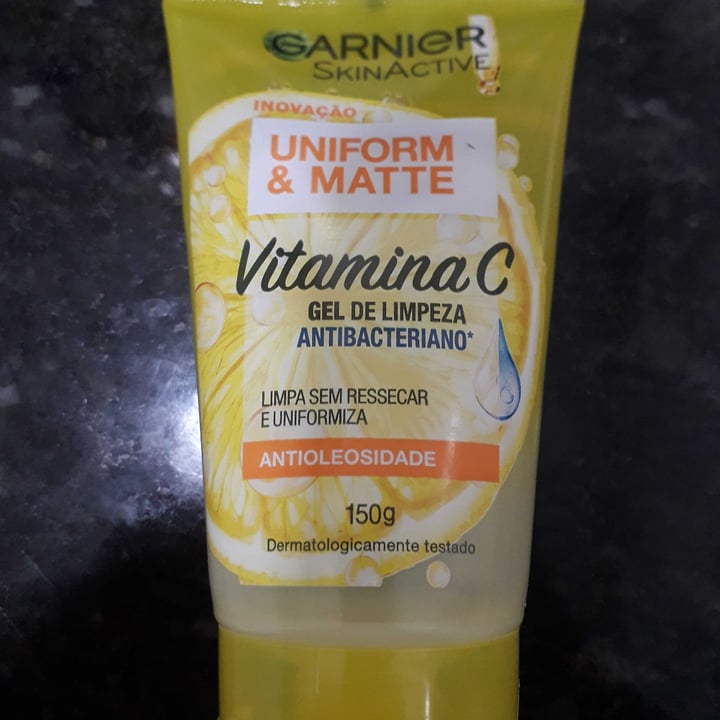 GARNIER
SKINACTIVE
INOVAÇÃO
UNIFORM
& MATTE
Vitamina C
GEL DE LIMPEZA
ANTIBACTERIANO*
LIMPA SEM RESSECAR
E UNIFORMIZA
ANTIOLEOSIDADE
150g
Dermatologicamente testado